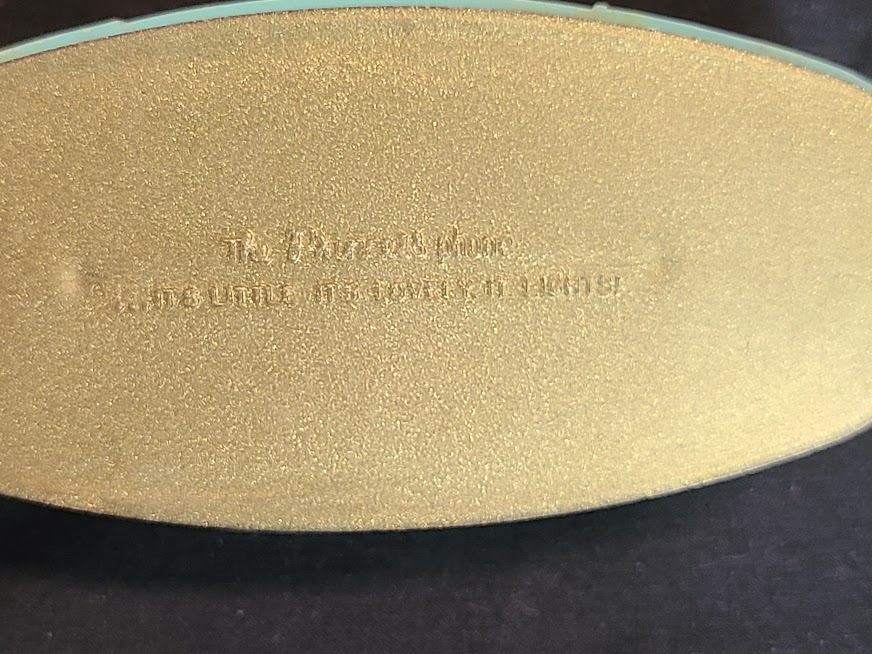 The Princess phone
IT'S LITTLE IT'S LOVELY IT LIGHTS!